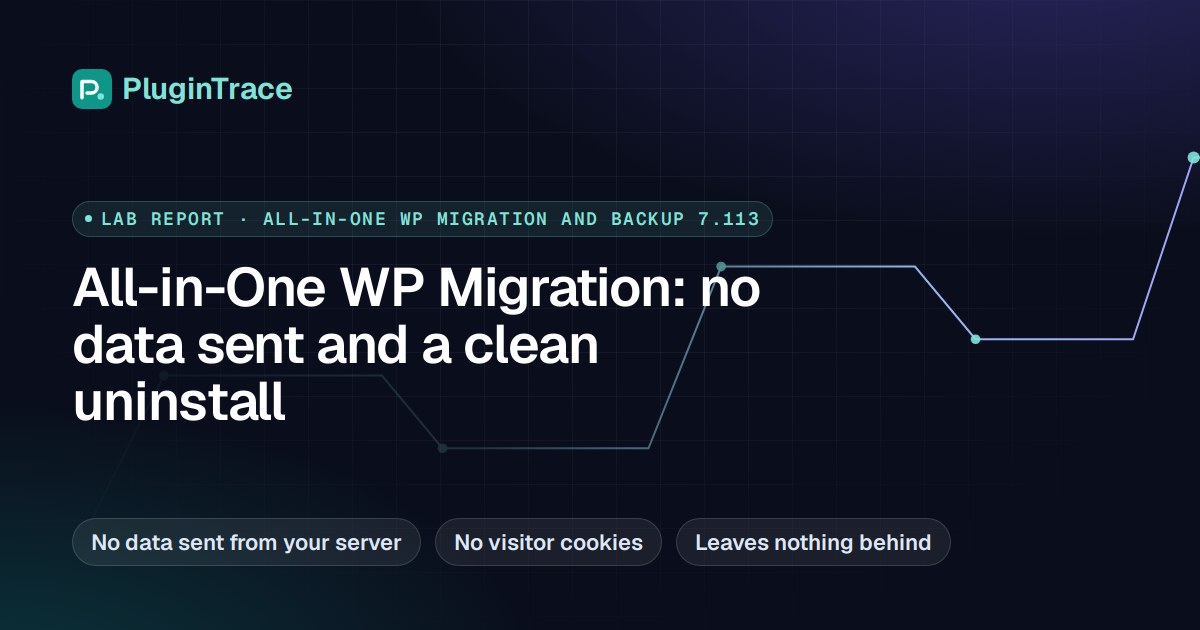 PluginTrace
LAB REPORT · ALL-IN-ONE WP MIGRATION AND BACKUP 7.113
All-in-One WP Migration: no
data sent and a clean
uninstall
No data sent from your server
No visitor cookies
Leaves nothing behind